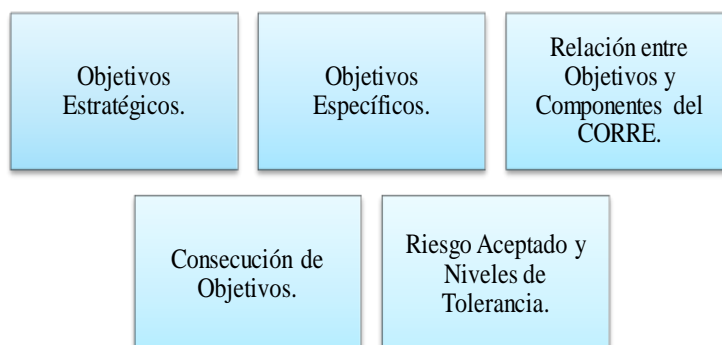 Objetivos
Estratégicos.
Objetivos
Específicos.
Relación entre
Objetivos y
Componentes del
CORRE.
Consecución de
Objetivos.
Riesgo Aceptado y
Niveles de
Tolerancia.